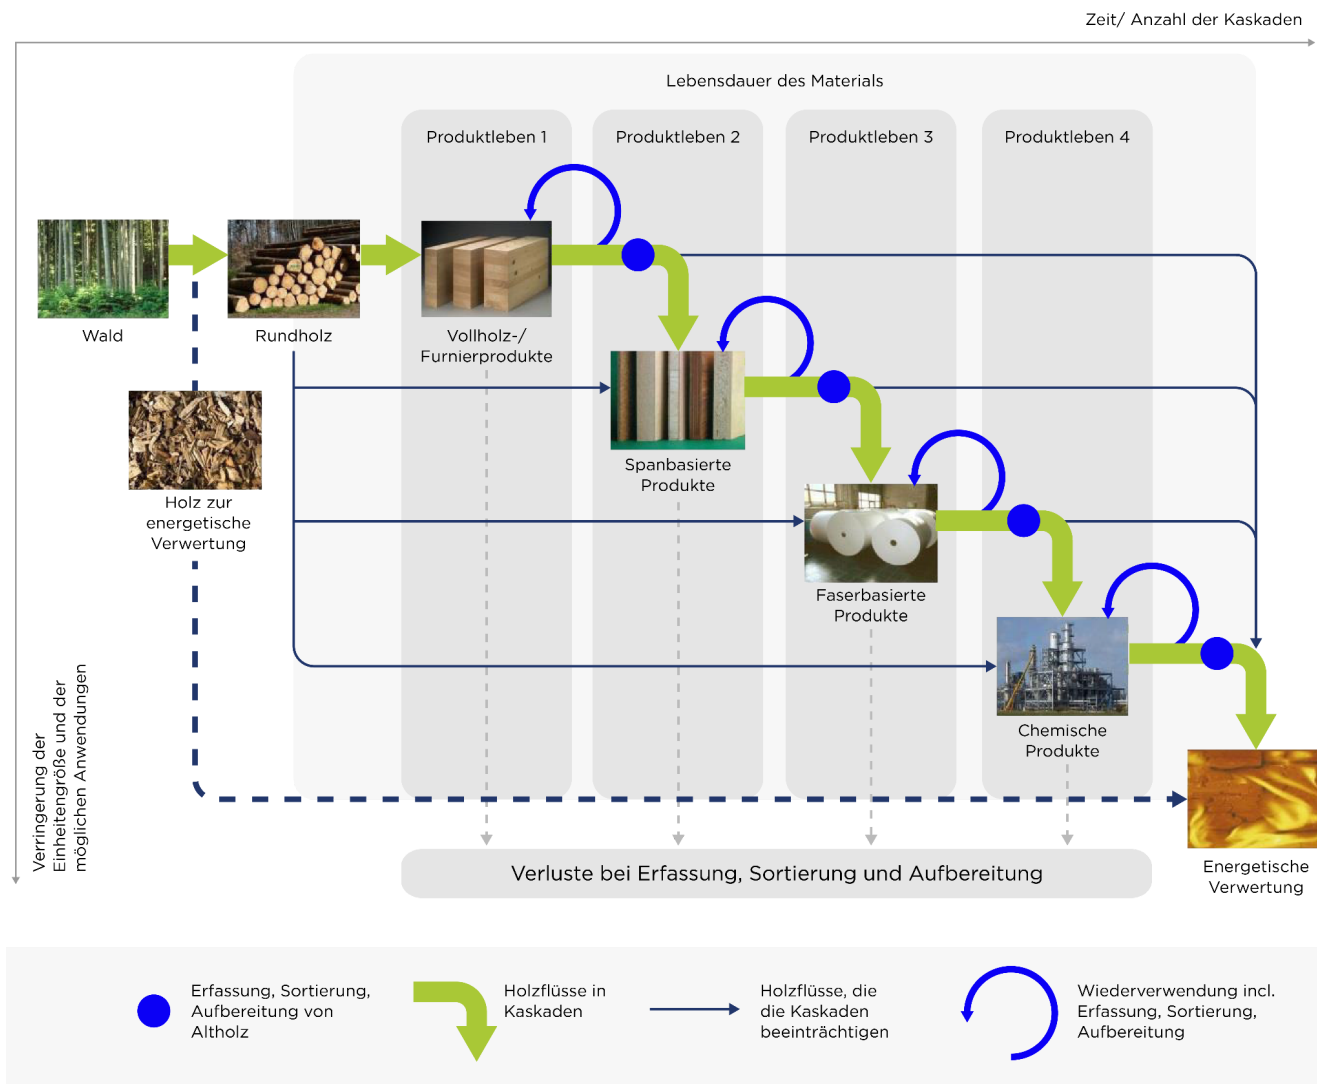 Zeit/ Anzahl der Kaskaden
Lebensdauer des Materials
Produktleben 1
Produktleben 2
Produktleben 3
Produktleben 4
Wald
Rundholz
Vollholz-/
Furnierprodukte
Spanbasierte
Produkte
Holz zur
energetische
Verwertung
Faserbasierte
Produkte
Chemische
Produkte
Verringerung der
Einheitengröße und der
möglichen Anwendungen
Verluste bei Erfassung, Sortierung und Aufbereitung
Energetische
Verwertung
Erfassung, Sortierung,
Aufbereitung von
Altholz
Holzflüsse in
Kaskaden
Holzflüsse, die
die Kaskaden
beeinträchtigen
Wiederverwendung incl.
Erfassung, Sortierung,
Aufbereitung